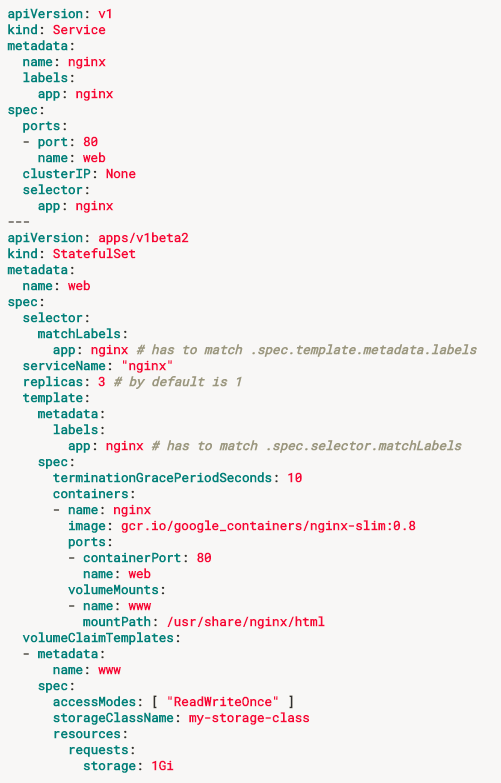 apiVersion: v1
kind: Service
metadata:
  name: nginx
  labels:
    app: nginx
spec:
  ports:
  - port: 80
    name: web
  clusterIP: None
  selector:
    app: nginx
---
apiVersion: apps/v1beta2
kind: StatefulSet
metadata:
  name: web
spec:
  selector:
    matchLabels:
      app: nginx # has to match .spec.template.metadata.labels
  serviceName: "nginx"
  replicas: 3 # by default is 1
  template:
    metadata:
      labels:
        app: nginx # has to match .spec.selector.matchLabels
    spec:
      terminationGracePeriodSeconds: 10
      containers:
      - name: nginx
        image: gcr.io/google_containers/nginx-slim:0.8
        ports:
        - containerPort: 80
          name: web
        volumeMounts:
        - name: www
          mountPath: /usr/share/nginx/html
  volumeClaimTemplates:
  - metadata:
      name: www
    spec:
      accessModes: [ "ReadWriteOnce" ]
      storageClassName: my-storage-class
      resources:
        requests:
          storage: 1Gi